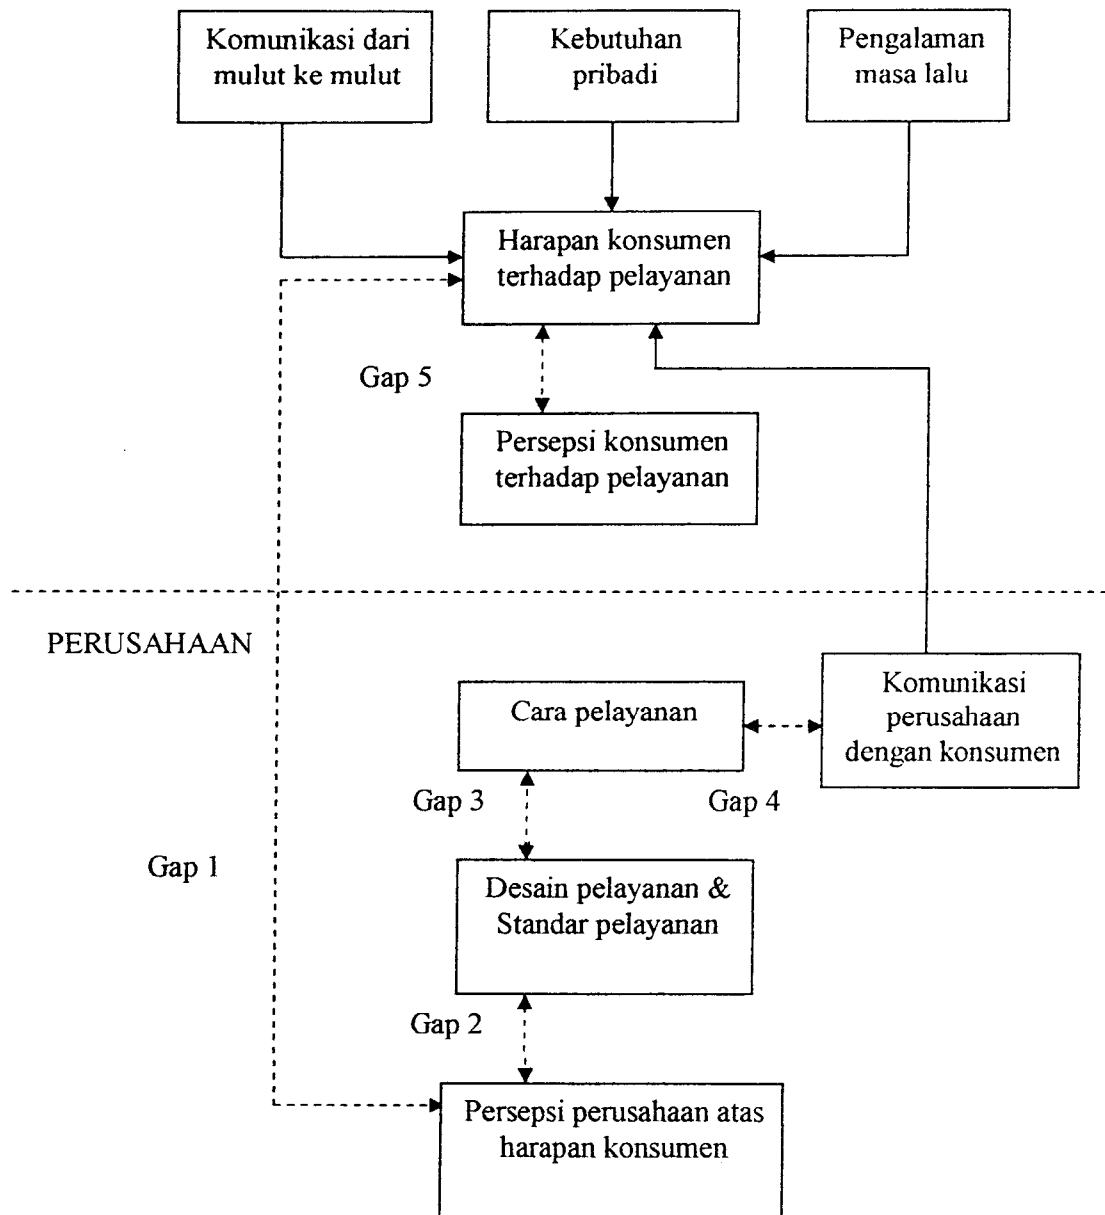 Komunikasi dari
mulut ke mulut
Kebutuhan
pribadi
Pengalaman
masa lalu
Harapan konsumen
terhadap pelayanan
Gap 5
Persepsi konsumen
terhadap pelayanan
PERUSAHAAN
Cara pelayanan
Komunikasi
perusahaan
dengan konsumen
Gap 3
Gap 4
Gap 1
Desain pelayanan &
Standar pelayanan
Gap 2
Persepsi perusahaan atas
harapan konsumen